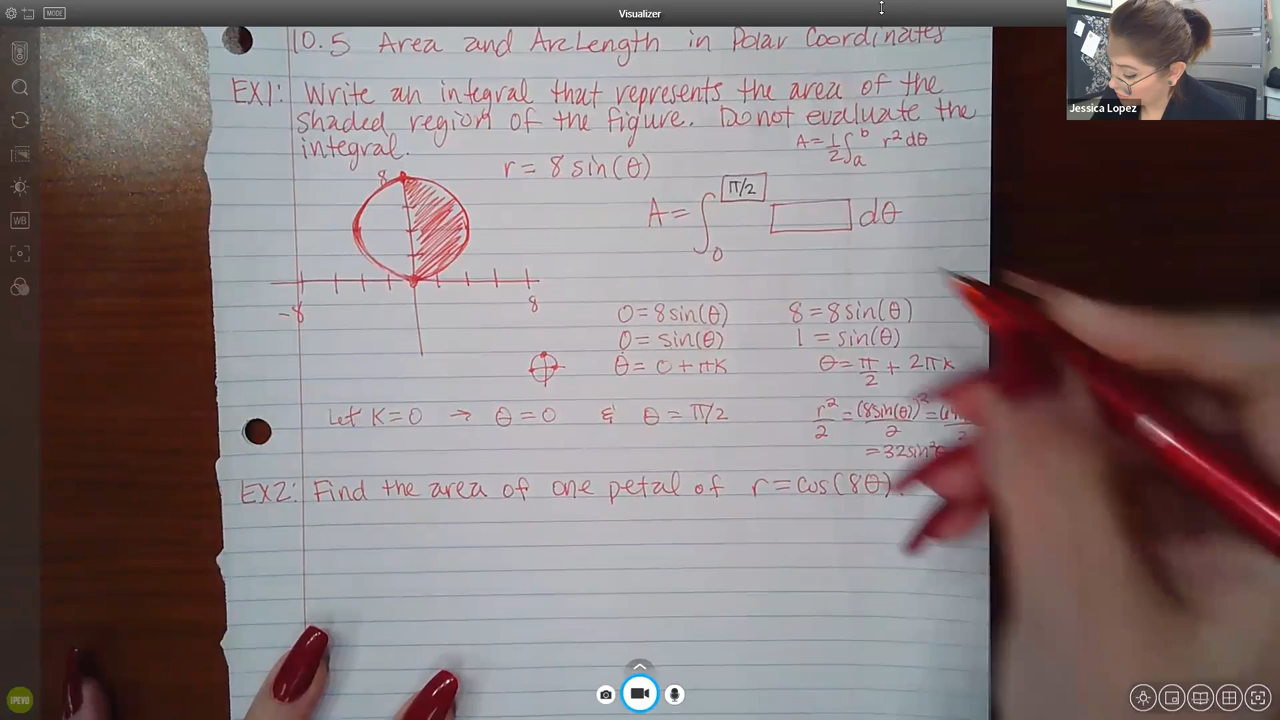 MODE
Visualizer
Jessica Lopez
10.5 Area and Arc Length in Polar Coordinates
EX1: Write an integral that represents the area of the
shaded region of the figure. Do not evaluate the
integral.
A = 1/2 ∫_a^b r² dθ
r = 8 sin(θ)
8
A = ∫_0^{π/2} ▭ dθ
-8
8
0 = 8 sin(θ)
8 = 8 sin(θ)
0 = sin(θ)
1 = sin(θ)
θ = 0 + πK
θ = π/2 + 2πK
Let K=0 → θ = 0 & θ = π/2
r²/2 = (8sin(θ))²/2 =
= 32sin²
EX2: Find the area of one petal of r = cos(8θ).
IPEVO